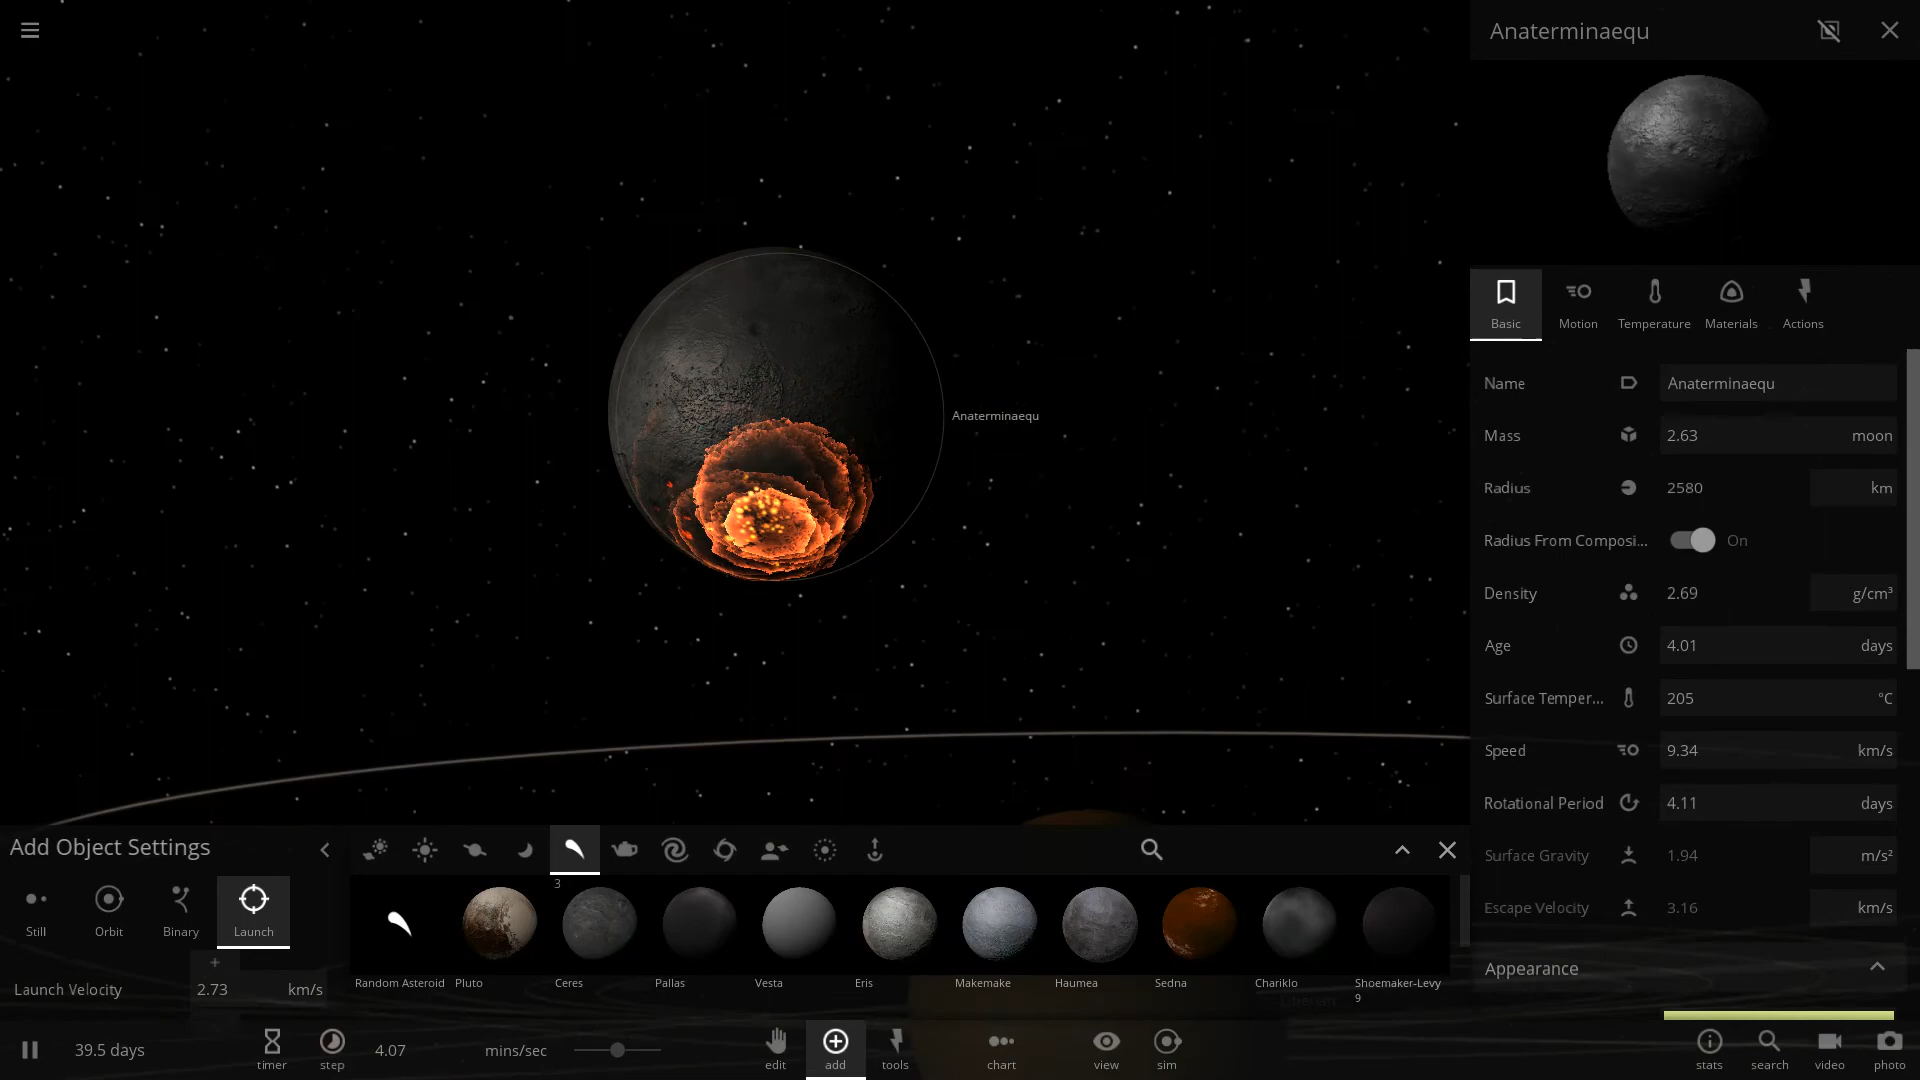 Anaterminaequ
Anaterminaequ
Basic
Motion
Temperature
Materials
Actions
Name
Anaterminaequ
Mass
2.63
moon
Radius
2580
km
Radius From Composi...
On
Density
2.69
g/cm³
Age
4.01
days
Surface Temper...
205
°C
Speed
9.34
km/s
Rotational Period
4.11
days
Surface Gravity
1.94
m/s²
Escape Velocity
3.16
km/s
Appearance
Add Object Settings
Still
Orbit
Binary
Launch
+
Launch Velocity
2.73
km/s
3
Random Asteroid
Pluto
Ceres
Pallas
Vesta
Eris
Makemake
Haumea
Sedna
Chariklo
Shoemaker-Levy
9
39.5 days
timer
step
4.07
mins/sec
edit
add
tools
chart
view
sim
stats
search
video
photo